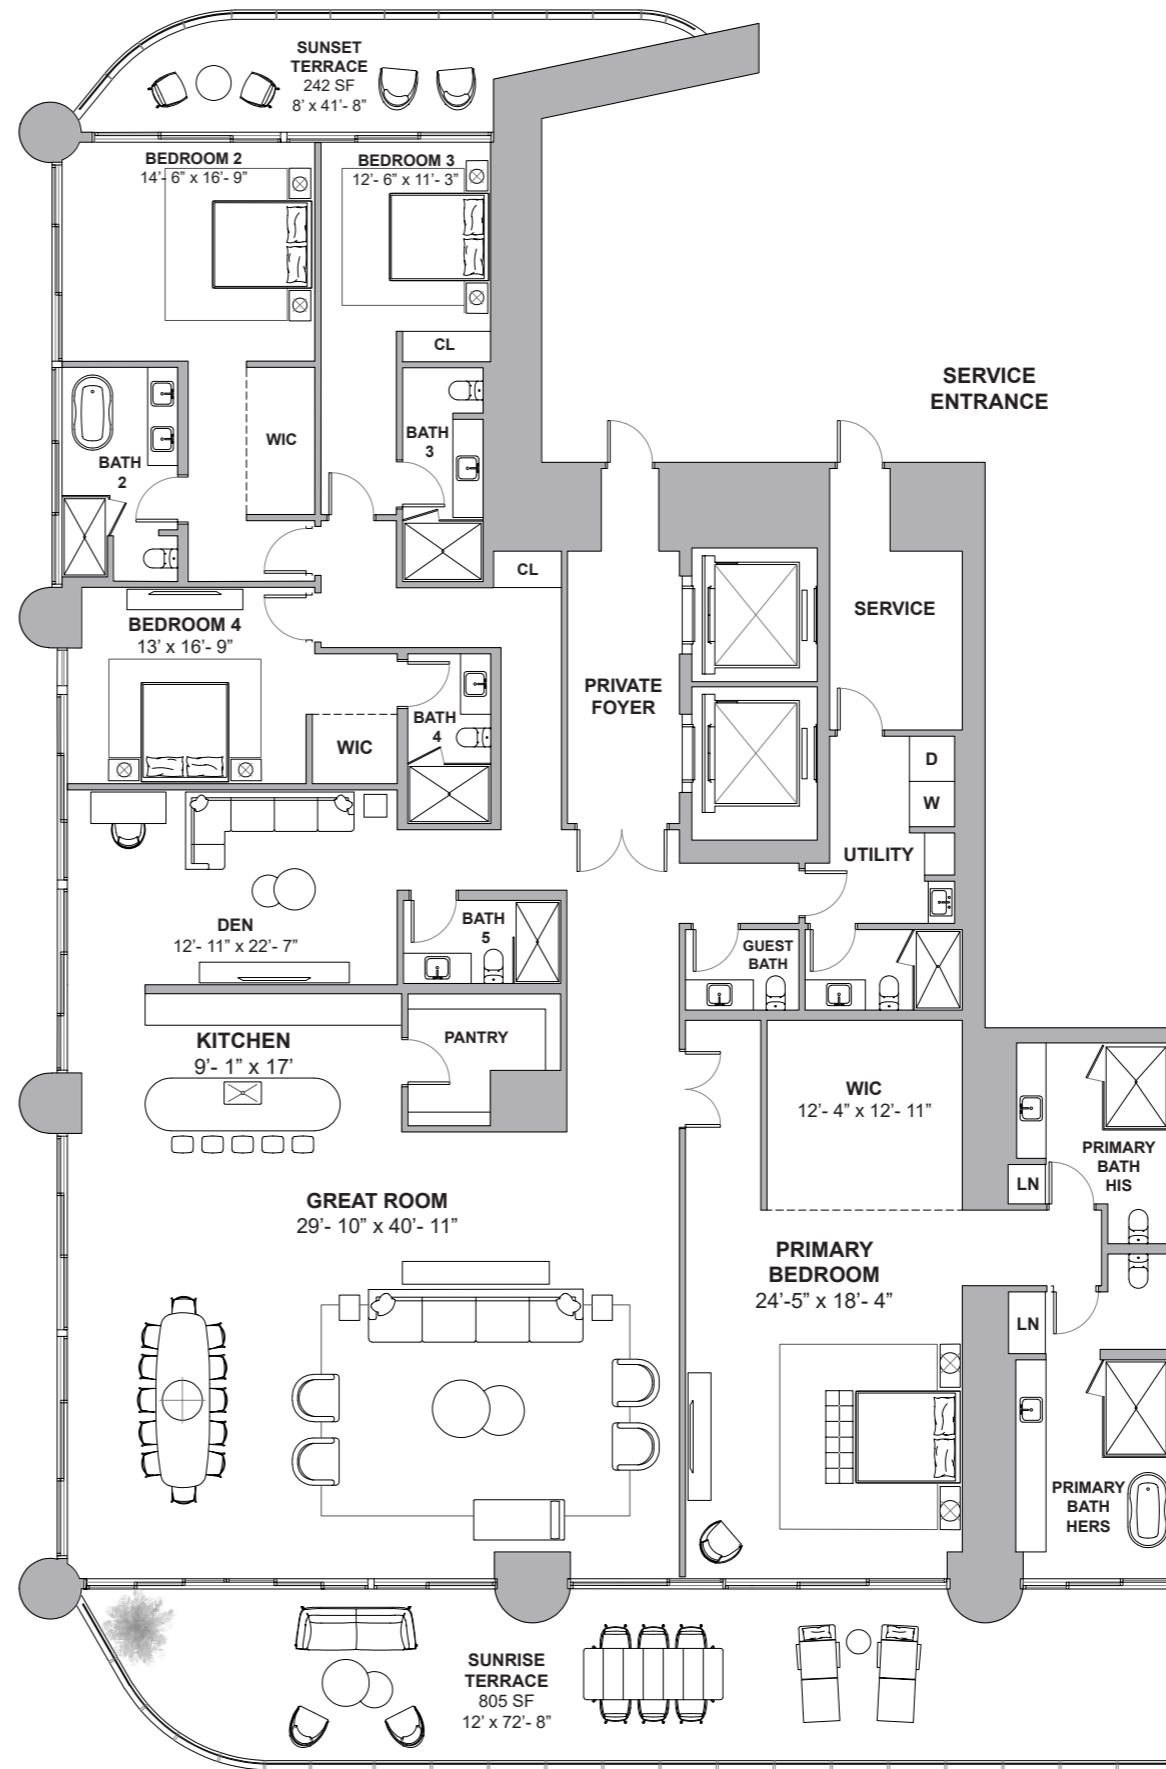 SUNSET
TERRACE
242 SF
8’ x 41’- 8”
BEDROOM 2
14’- 6” x 16’- 9”
BEDROOM 3
12’- 6” x 11’- 3”
CL
WIC
BATH
2
BATH
3
SERVICE
ENTRANCE
CL
BEDROOM 4
13’ x 16’- 9”
SERVICE
PRIVATE
FOYER
BATH
4
WIC
D
W
UTILITY
DEN
12’- 11” x 22’- 7”
BATH
5
GUEST
BATH
KITCHEN
9’- 1” x 17’
PANTRY
WIC
12’- 4” x 12’- 11”
PRIMARY
BATH
HIS
LN
GREAT ROOM
29’- 10” x 40’- 11”
PRIMARY
BEDROOM
24’-5” x 18’- 4”
LN
PRIMARY
BATH
HERS
SUNRISE
TERRACE
805 SF
12’ x 72’- 8”